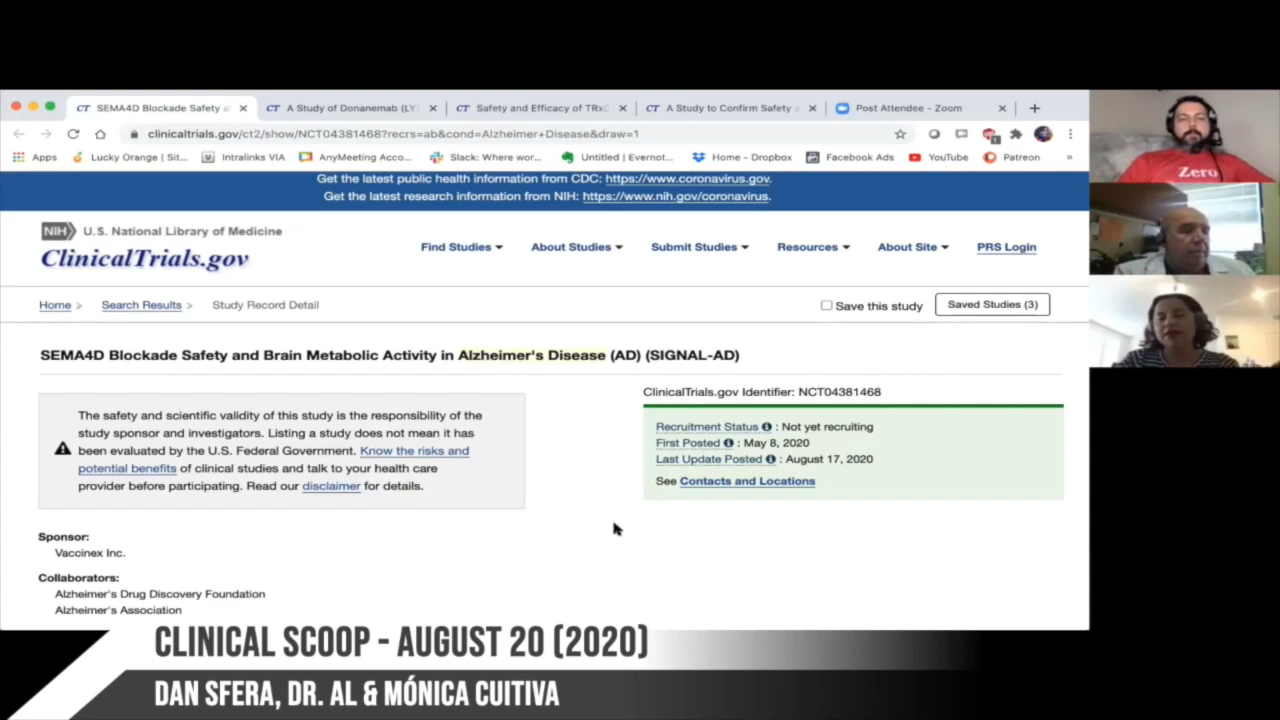 SEMA4D Blockade Safety a
A Study of Donanemab (LY
Safety and Efficacy of TRx
A Study to Confirm Safety
Post Attendee - Zoom
clinicaltrials.gov/ct2/show/NCT04381468?recrs=ab&cond=Alzheimer+Disease&draw=1
Apps Lucky Orange | Sit... Intralinks VIA AnyMeeting Acco... Slack: Where wor... Untitled | Evernot... Home - Dropbox Facebook Ads YouTube Patreon »
Get the latest public health information from CDC: https://www.coronavirus.gov.
Get the latest research information from NIH: https://www.nih.gov/coronavirus.
NIH U.S. National Library of Medicine
ClinicalTrials.gov
Find Studies About Studies Submit Studies Resources About Site PRS Login
Home > Search Results > Study Record Detail
Save this study Saved Studies (3)
SEMA4D Blockade Safety and Brain Metabolic Activity in Alzheimer's Disease (AD) (SIGNAL-AD)
The safety and scientific validity of this study is the responsibility of the
study sponsor and investigators. Listing a study does not mean it has
been evaluated by the U.S. Federal Government. Know the risks and
potential benefits of clinical studies and talk to your health care
provider before participating. Read our disclaimer for details.
ClinicalTrials.gov Identifier: NCT04381468
Recruitment Status : Not yet recruiting
First Posted : May 8, 2020
Last Update Posted : August 17, 2020
See Contacts and Locations
Sponsor:
Vaccinex Inc.
Collaborators:
Alzheimer's Drug Discovery Foundation
Alzheimer's Association
Zero
CLINICAL SCOOP - AUGUST 20 (2020)
DAN SFERA, DR. AL & MÓNICA CUITIVA